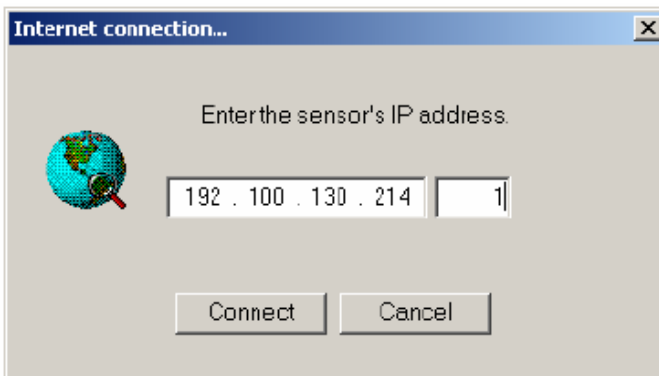 Internet connection...
Enter the sensor's IP address.
192 . 100 . 130 . 214 1
Connect Cancel